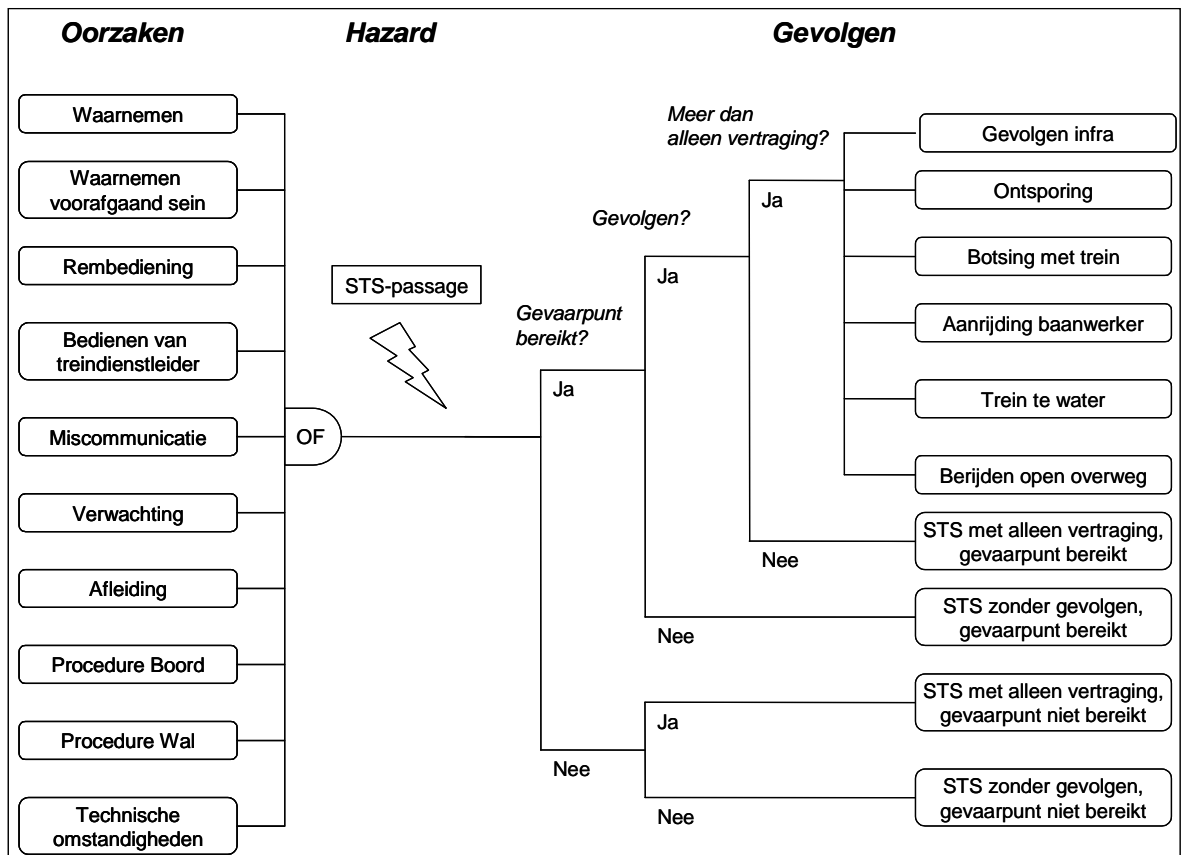 Oorzaken
Hazard
Gevolgen
Waarnemen
Waarnemen
voorafgaand sein
Rembediening
Bedienen van
treindienstleider
Miscommunicatie
Verwachting
Afleiding
Procedure Boord
Procedure Wal
Technische
omstandigheden
OF
STS-passage
Gevaarpunt
bereikt?
Ja
Nee
Gevolgen?
Ja
Nee
Ja
Nee
Meer dan
alleen vertraging?
Ja
Nee
Gevolgen infra
Ontsporing
Botsing met trein
Aanrijding baanwerker
Trein te water
Berijden open overweg
STS met alleen vertraging,
gevaarpunt bereikt
STS zonder gevolgen,
gevaarpunt bereikt
STS met alleen vertraging,
gevaarpunt niet bereikt
STS zonder gevolgen,
gevaarpunt niet bereikt